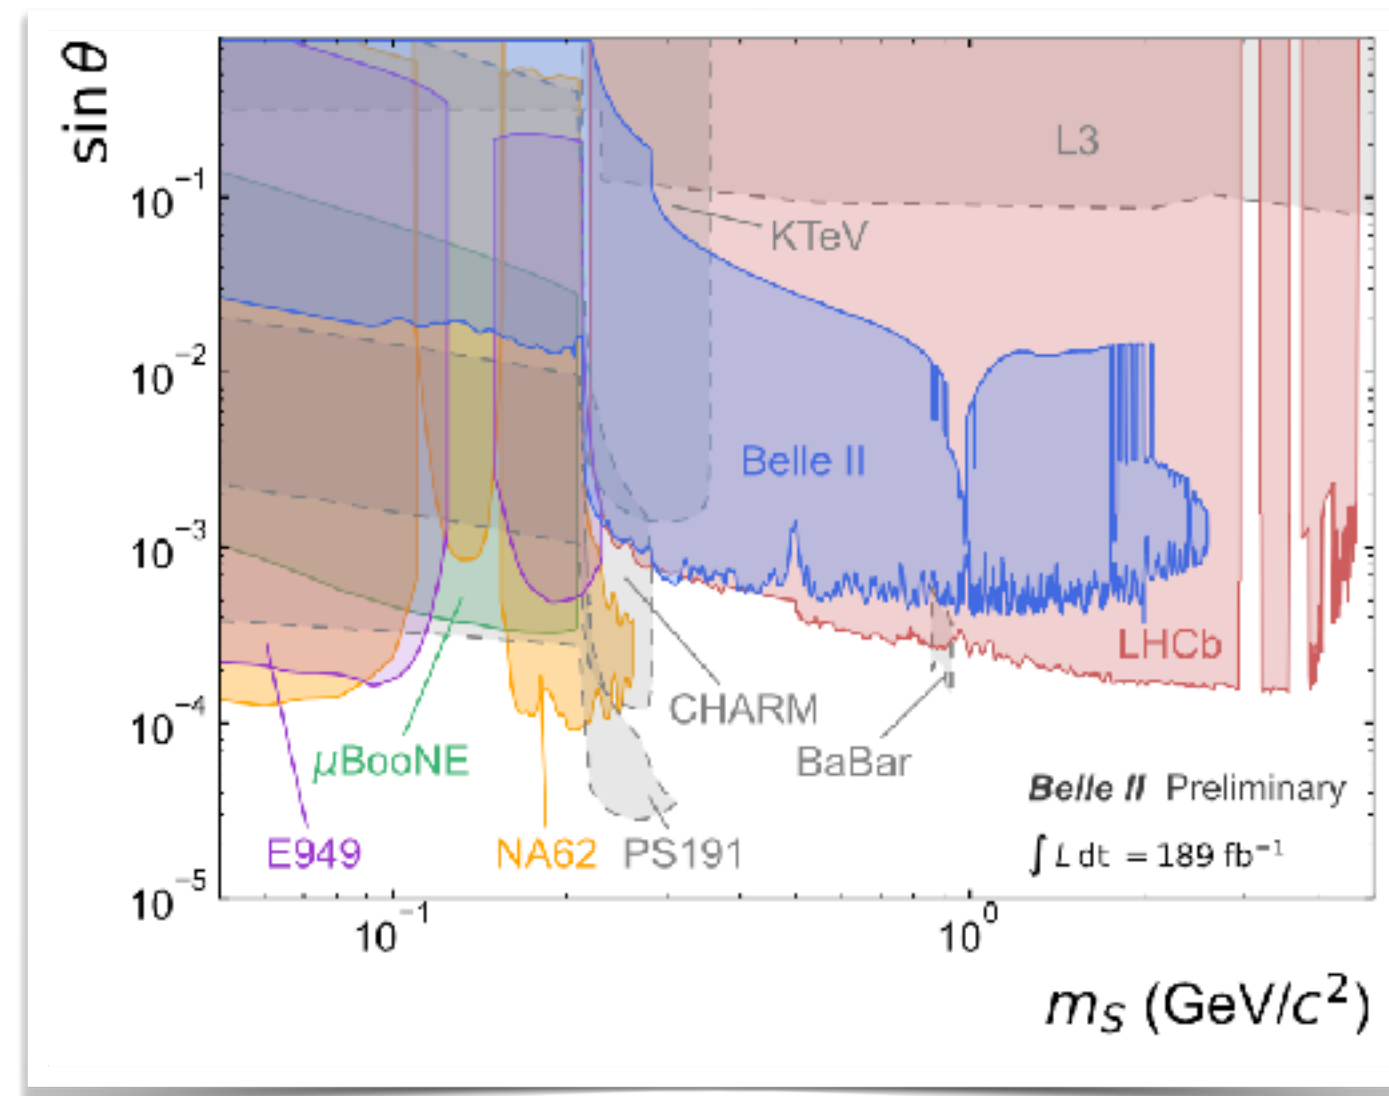 sin θ
10⁻¹
10⁻²
10⁻³
10⁻⁴
10⁻⁵
L3
KTeV
Belle II
LHCb
CHARM
μBooNE
BaBar
E949
NA62
PS191
Belle II Preliminary
∫ L dt = 189 fb⁻¹
10⁻¹
10⁰
m_S (GeV/c²)